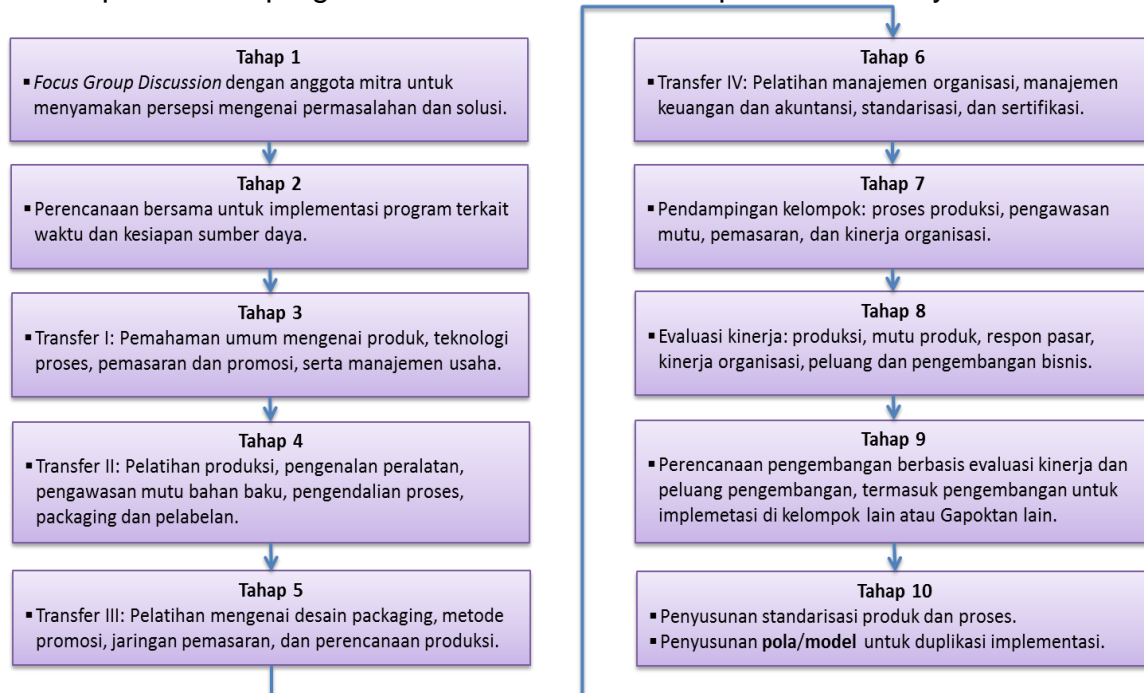 Tahap 1
▪ Focus Group Discussion dengan anggota mitra untuk
menyamakan persepsi mengenai permasalahan dan solusi.
Tahap 2
▪ Perencanaan bersama untuk implementasi program terkait
waktu dan kesiapan sumber daya.
Tahap 3
▪ Transfer I: Pemahaman umum mengenai produk, teknologi
proses, pemasaran dan promosi, serta manajemen usaha.
Tahap 4
▪ Transfer II: Pelatihan produksi, pengenalan peralatan,
pengawasan mutu bahan baku, pengendalian proses,
packaging dan pelabelan.
Tahap 5
▪ Transfer III: Pelatihan mengenai desain packaging, metode
promosi, jaringan pemasaran, dan perencanaan produksi.
Tahap 6
▪ Transfer IV: Pelatihan manajemen organisasi, manajemen
keuangan dan akuntansi, standarisasi, dan sertifikasi.
Tahap 7
▪ Pendampingan kelompok: proses produksi, pengawasan
mutu, pemasaran, dan kinerja organisasi.
Tahap 8
▪ Evaluasi kinerja: produksi, mutu produk, respon pasar,
kinerja organisasi, peluang dan pengembangan bisnis.
Tahap 9
▪ Perencanaan pengembangan berbasis evaluasi kinerja dan
peluang pengembangan, termasuk pengembangan untuk
implemetasi di kelompok lain atau Gapoktan lain.
Tahap 10
▪ Penyusunan standarisasi produk dan proses.
▪ Penyusunan pola/model untuk duplikasi implementasi.